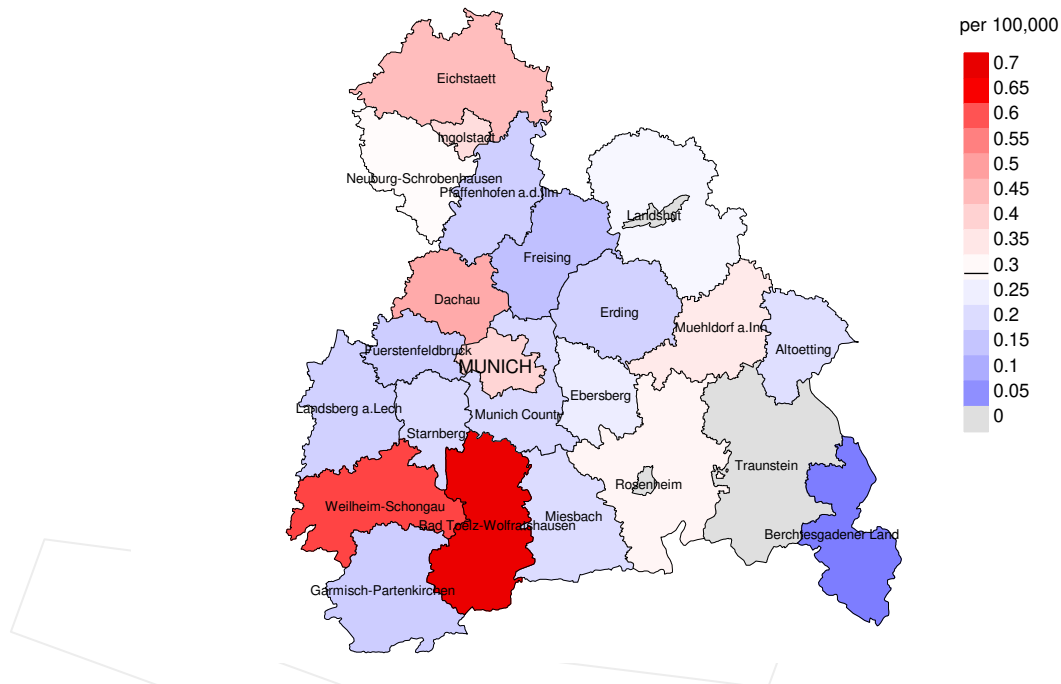 per 100,000
0.7
0.65
0.6
0.55
0.5
0.45
0.4
0.35
0.3
0.25
0.2
0.15
0.1
0.05
0
Eichstaett
Ingolstadt
Neuburg-Schrobenhausen
Pfaffenhofen a.d.Ilm
Landshut
Freising
Dachau
Erding
Muehldorf a.Inn
Fuerstenfeldbruck
MUNICH
Altoetting
Ebersberg
Landsberg a.Lech
Munich County
Starnberg
Traunstein
Rosenheim
Weilheim-Schongau
Miesbach
Bad Toelz-Wolfratshausen
Berchtesgadener Land
Garmisch-Partenkirchen